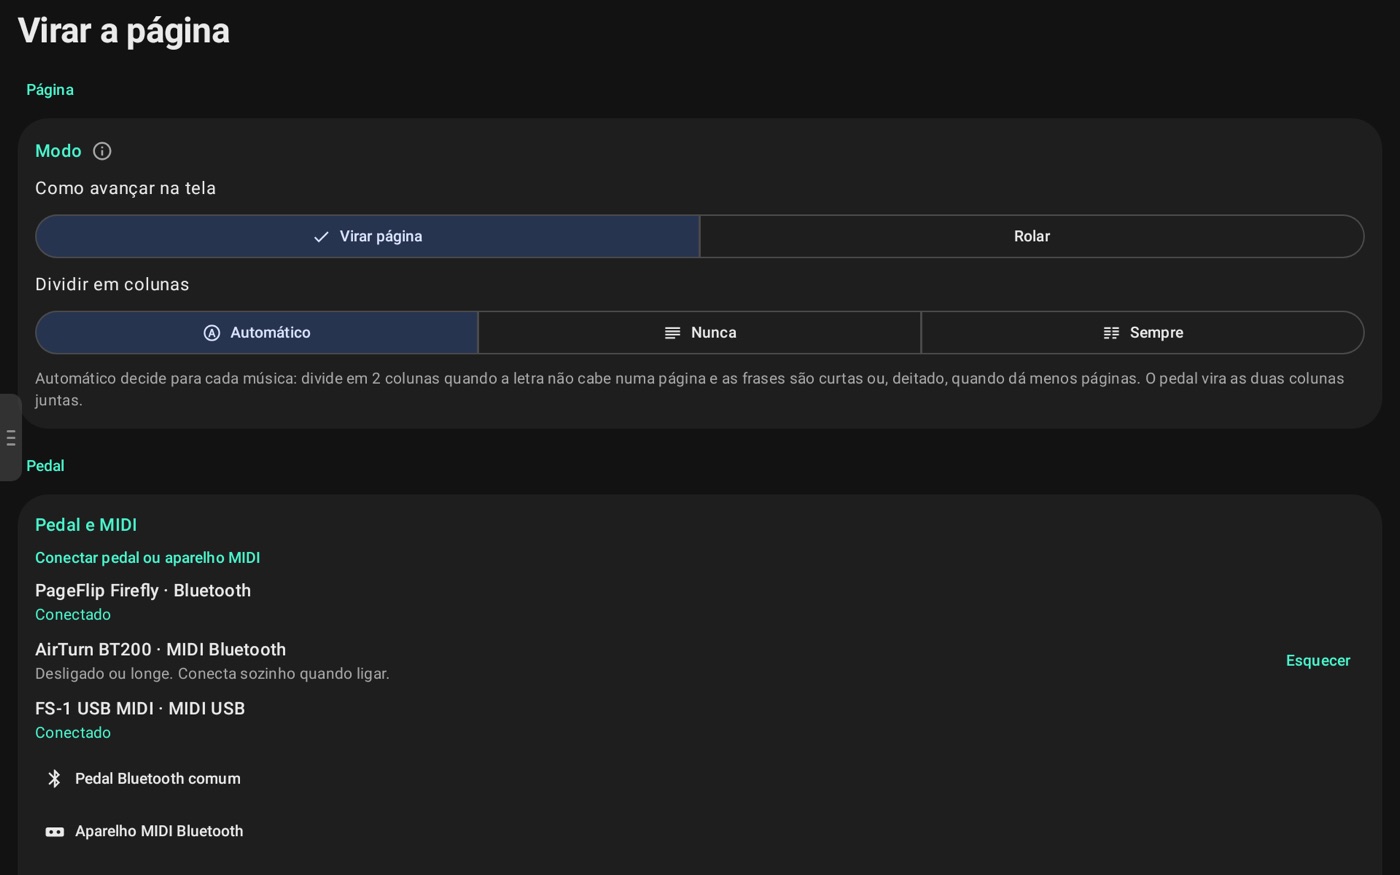 Virar a página
Página
Modo
Como avançar na tela
Virar página
Rolar
Dividir em colunas
Automático
Nunca
Sempre
Automático decide para cada música: divide em 2 colunas quando a letra não cabe numa página e as frases são curtas ou, deitado, quando dá menos páginas. O pedal vira as duas colunas
juntas.
Pedal
Pedal e MIDI
Conectar pedal ou aparelho MIDI
PageFlip Firefly · Bluetooth
Conectado
AirTurn BT200 · MIDI Bluetooth
Desligado ou longe. Conecta sozinho quando ligar.
Esquecer
FS-1 USB MIDI · MIDI USB
Conectado
Pedal Bluetooth comum
Aparelho MIDI Bluetooth